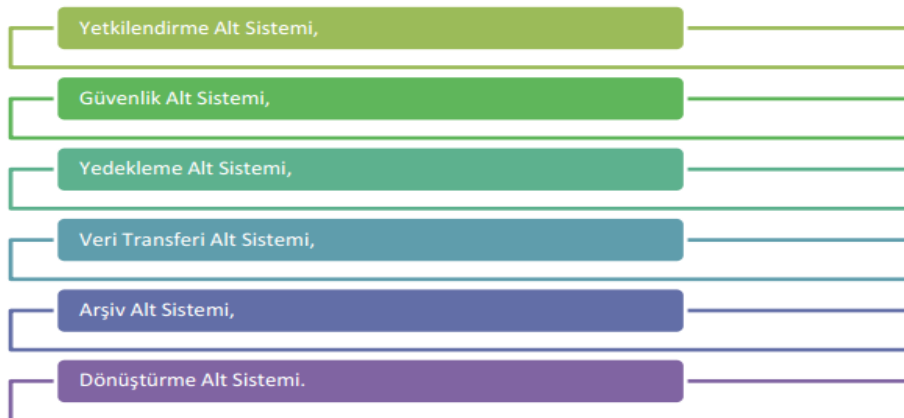 Yetkilendirme Alt Sistemi,
Güvenlik Alt Sistemi,
Yedekleme Alt Sistemi,
Veri Transferi Alt Sistemi,
Arşiv Alt Sistemi,
Dönüştürme Alt Sistemi.